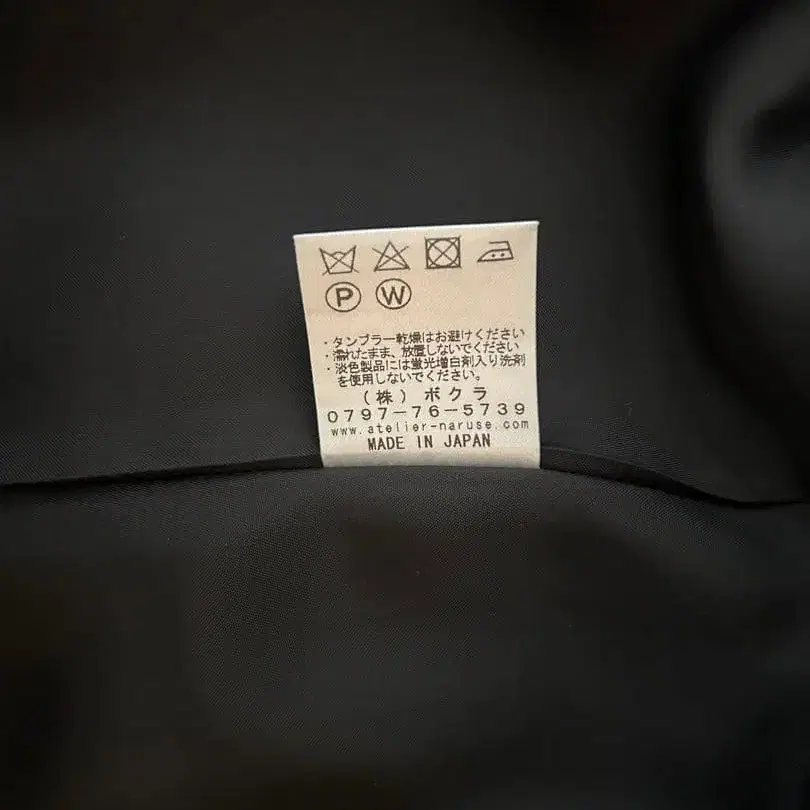 P W
・タンブラー乾燥はお避けください
・濡れたまま、放置しないでください
・淡色製品には蛍光増白剤入り洗剤
を使用しないでください。
(株)ボクラ
0797-76-5739
www.atelier-naruse.com
MADE IN JAPAN